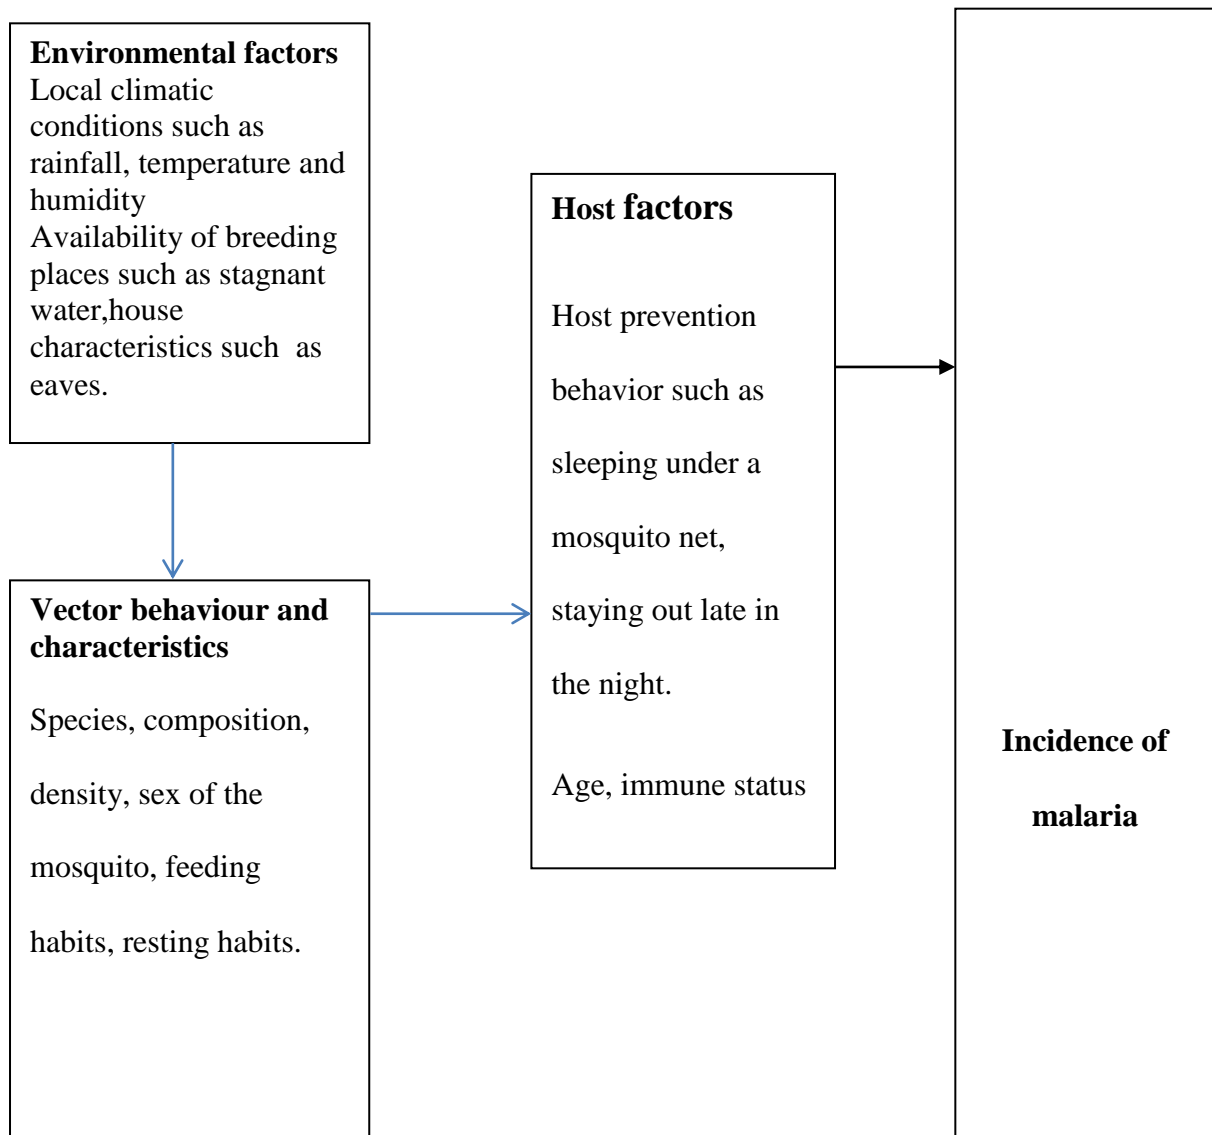 Environmental factors
Local climatic
conditions such as
rainfall, temperature and
humidity
Availability of breeding
places such as stagnant
water,house
characteristics such as
eaves.
Vector behaviour and
characteristics
Species, composition,
density, sex of the
mosquito, feeding
habits, resting habits.
Host factors
Host prevention
behavior such as
sleeping under a
mosquito net,
staying out late in
the night.
Age, immune status
Incidence of
malaria